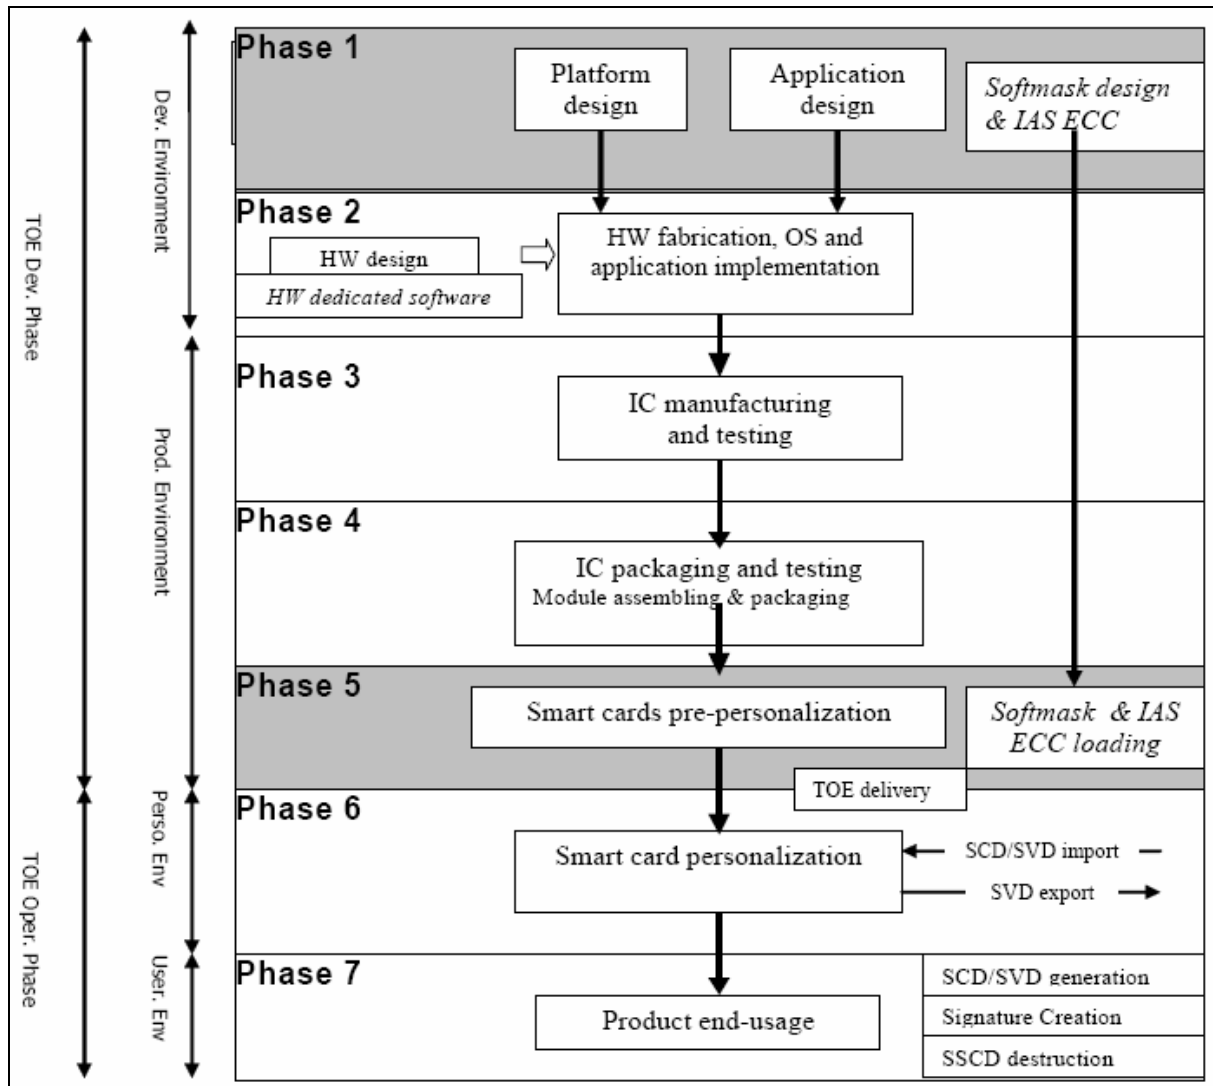 Phase 1
Platform
design
Application
design
Softmask design
& IAS ECC
Phase 2
HW design
HW dedicated software
HW fabrication, OS and
application implementation
Phase 3
IC manufacturing
and testing
Phase 4
IC packaging and testing
Module assembling & packaging
Phase 5
Smart cards pre-personalization
Softmask & IAS
ECC loading
TOE delivery
Phase 6
Smart card personalization
SCD/SVD import
SVD export
Phase 7
Product end-usage
SCD/SVD generation
Signature Creation
SSCD destruction
TOE Dev. Phase
TOE Oper. Phase
Dev. Environment
Prod. Environment
Perso. Env
User. Env